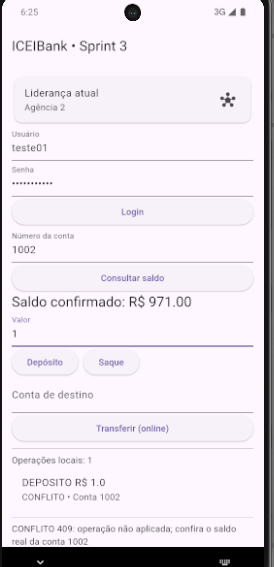 6:25
3G
ICEIBank • Sprint 3
Liderança atual
Agência 2
Usuário
teste01
Senha
•••••••••••
Login
Número da conta
1002
Consultar saldo
Saldo confirmado: R$ 971.00
Valor
1
Depósito Saque
Conta de destino
Transferir (online)
Operações locais: 1
DEPOSITO R$ 1.0
CONFLITO • Conta 1002
CONFLITO 409: operação não aplicada; confira o saldo
real da conta 1002